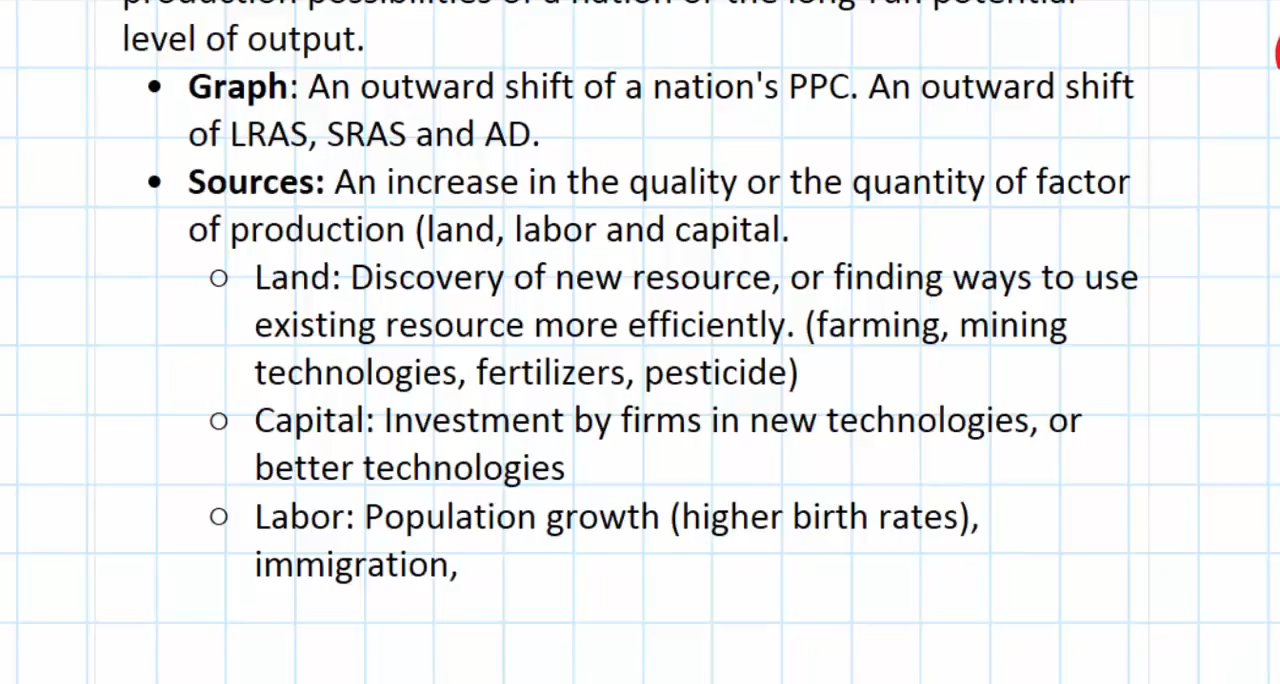 level of output.
• Graph: An outward shift of a nation's PPC. An outward shift
of LRAS, SRAS and AD.
• Sources: An increase in the quality or the quantity of factor
of production (land, labor and capital.
○ Land: Discovery of new resource, or finding ways to use
existing resource more efficiently. (farming, mining
technologies, fertilizers, pesticide)
○ Capital: Investment by firms in new technologies, or
better technologies
○ Labor: Population growth (higher birth rates),
immigration,